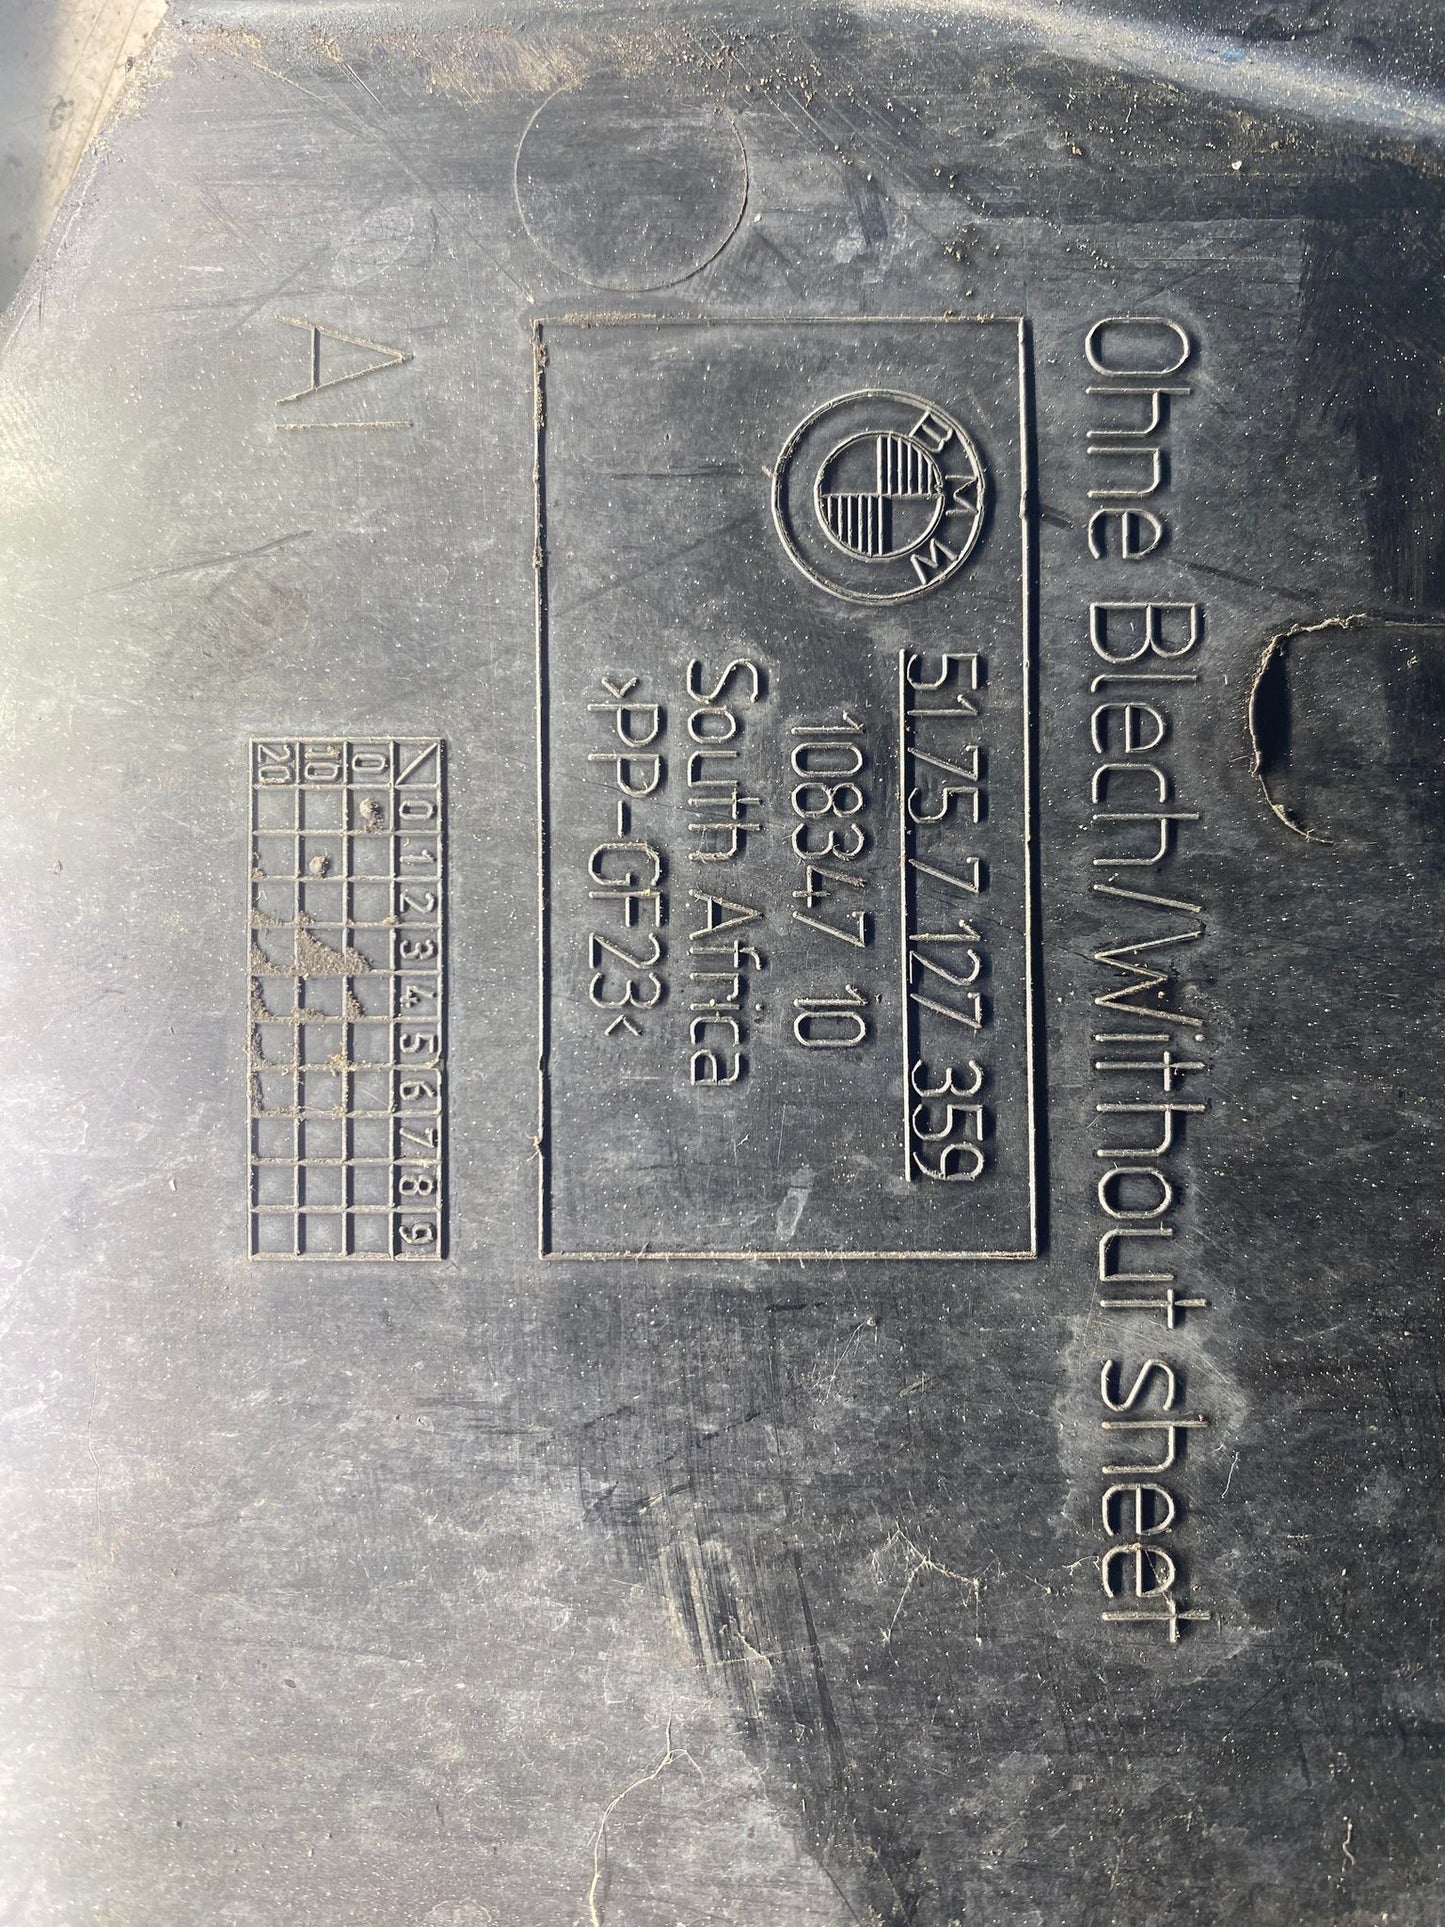 Ohne Blech/Without sheet
BMW
51.75 7 127 359
108347 10
South Africa
>PP-GF23<
0 1 2 3 4 5 6 7 8 9
0
10
20
AI